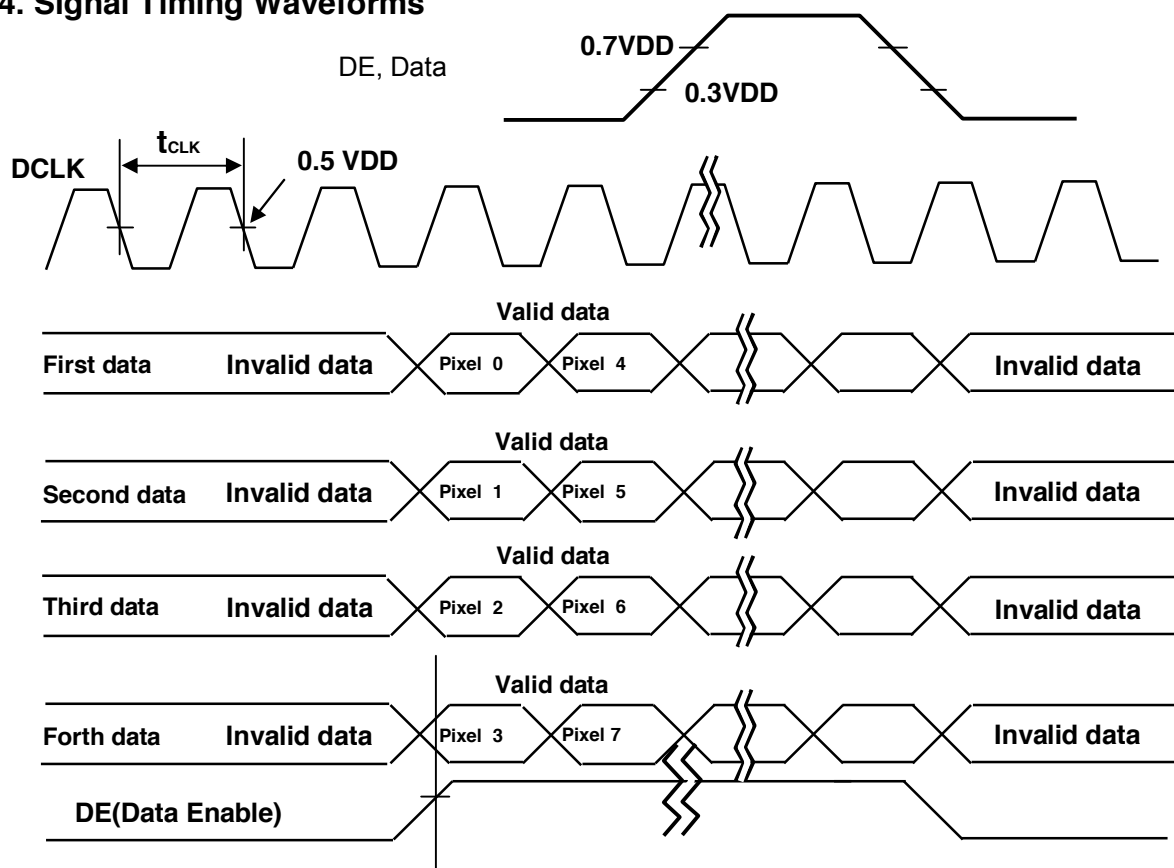 4. Signal Timing Waveforms
0.7VDD
DE, Data
0.3VDD
tCLK
DCLK
0.5 VDD
Valid data
First data Invalid data Pixel 0 Pixel 4 Invalid data
Valid data
Second data Invalid data Pixel 1 Pixel 5 Invalid data
Valid data
Third data Invalid data Pixel 2 Pixel 6 Invalid data
Valid data
Forth data Invalid data Pixel 3 Pixel 7 Invalid data
DE(Data Enable)